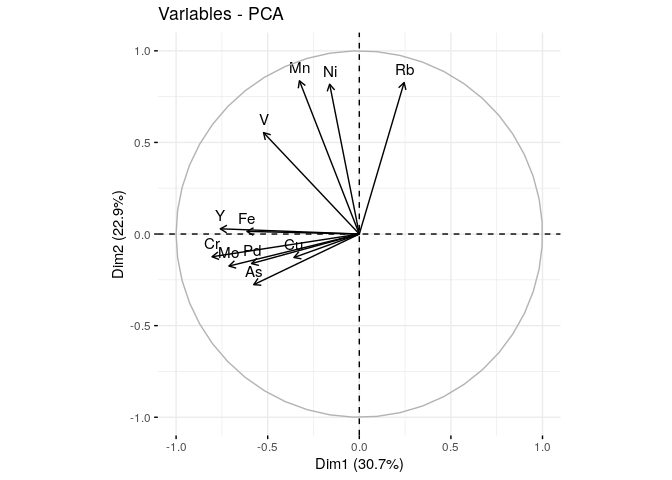 Variables - PCA
1.0
Mn Ni Rb
V
0.5
Y Fe
0.0
Cr Mo Pd Cu
As
-0.5
-1.0
-1.0 -0.5 0.0 0.5 1.0
Dim1 (30.7%)
Dim2 (22.9%)